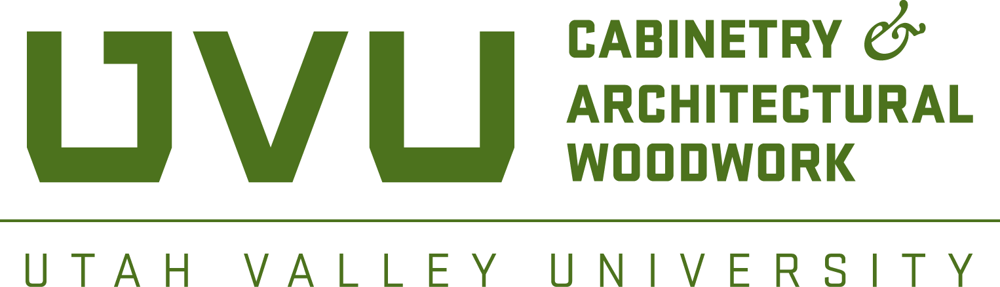 UVU
CABINETRY &
ARCHITECTURAL
WOODWORK
UTAH VALLEY UNIVERSITY